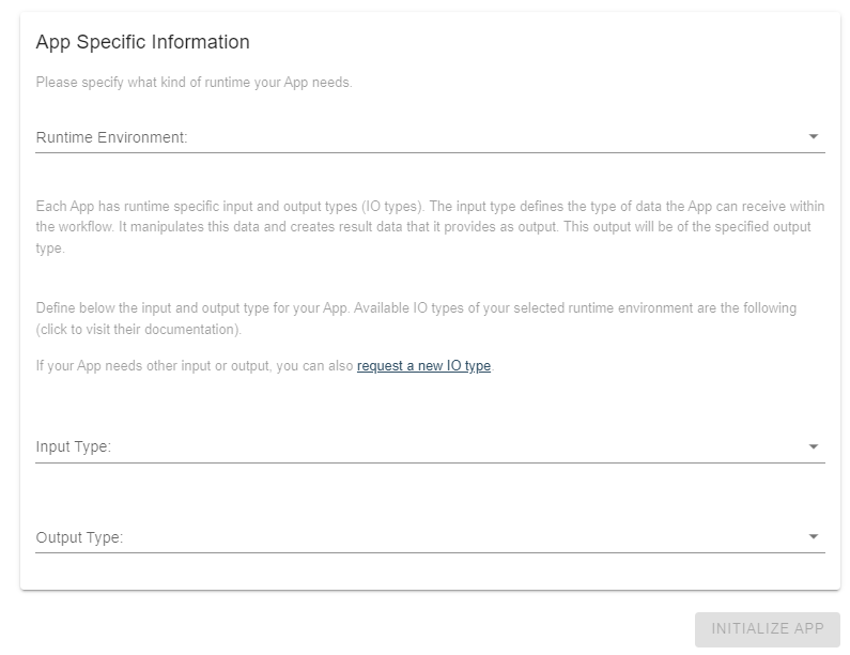 App Specific Information
Please specify what kind of runtime your App needs.
Runtime Environment:
Each App has runtime specific input and output types (IO types). The input type defines the type of data the App can receive within
the workflow. It manipulates this data and creates result data that it provides as output. This output will be of the specified output
type.
Define below the input and output type for your App. Available IO types of your selected runtime environment are the following
(click to visit their documentation).
If your App needs other input or output, you can also request a new IO type.
Input Type:
Output Type:
INITIALIZE APP